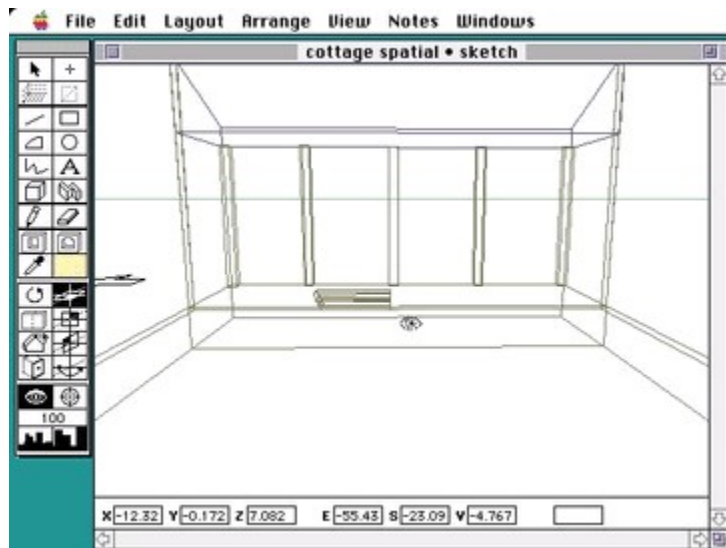 File Edit Layout Arrange View Notes Windows
cottage spatial • sketch
A
100
X -12.32 Y -0.172 Z 7.082 E -55.43 S -23.09 V -4.767